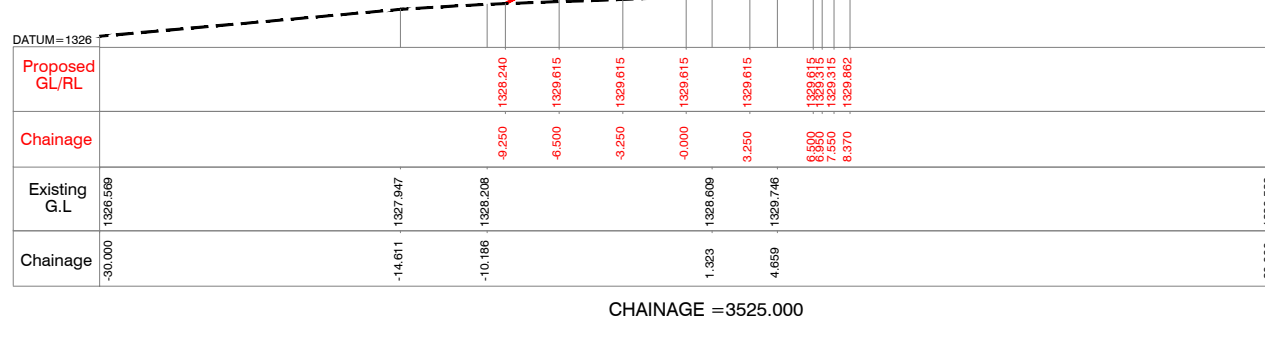 DATUM=1326
Proposed
GL/RL
1328.240 1329.615 1329.615 1329.615 1329.615 1329.615 1329.315 1329.315 1329.862
Chainage
-9.250 -6.500 -3.250 -0.000 3.250 6.500 6.950 7.550 8.370
Existing
G.L
1326.569 1327.947 1328.208 1328.609 1329.746
Chainage
-30.000 -14.611 -10.186 1.323 4.659
CHAINAGE =3525.000